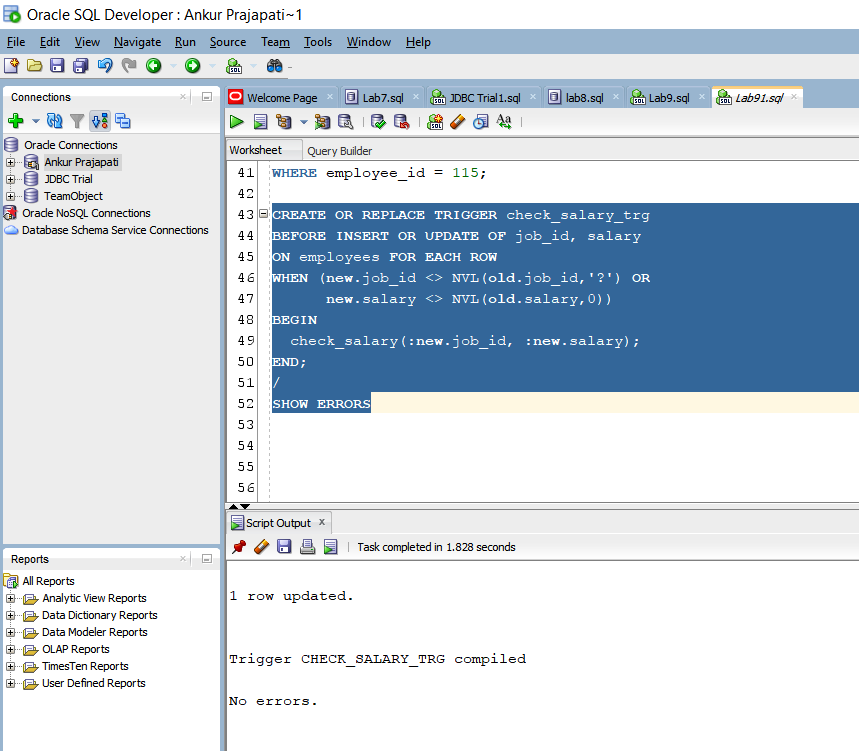 Oracle SQL Developer : Ankur Prajapati~1
File Edit View Navigate Run Source Team Tools Window Help
Connections
Oracle Connections
Ankur Prajapati
JDBC Trial
TeamObject
Oracle NoSQL Connections
Database Schema Service Connections
Reports
All Reports
Analytic View Reports
Data Dictionary Reports
Data Modeler Reports
OLAP Reports
TimesTen Reports
User Defined Reports
Welcome Page Lab7.sql JDBC Trial1.sql lab8.sql Lab9.sql Lab91.sql
Worksheet Query Builder
41 WHERE employee_id = 115;
42
43 CREATE OR REPLACE TRIGGER check_salary_trg
44 BEFORE INSERT OR UPDATE OF job_id, salary
45 ON employees FOR EACH ROW
46 WHEN (new.job_id <> NVL(old.job_id,'?') OR
47 new.salary <> NVL(old.salary,0))
48 BEGIN
49 check_salary(:new.job_id, :new.salary);
50 END;
51 /
52 SHOW ERRORS
53
54
55
56
Script Output x
Task completed in 1.828 seconds
1 row updated.
Trigger CHECK_SALARY_TRG compiled
No errors.